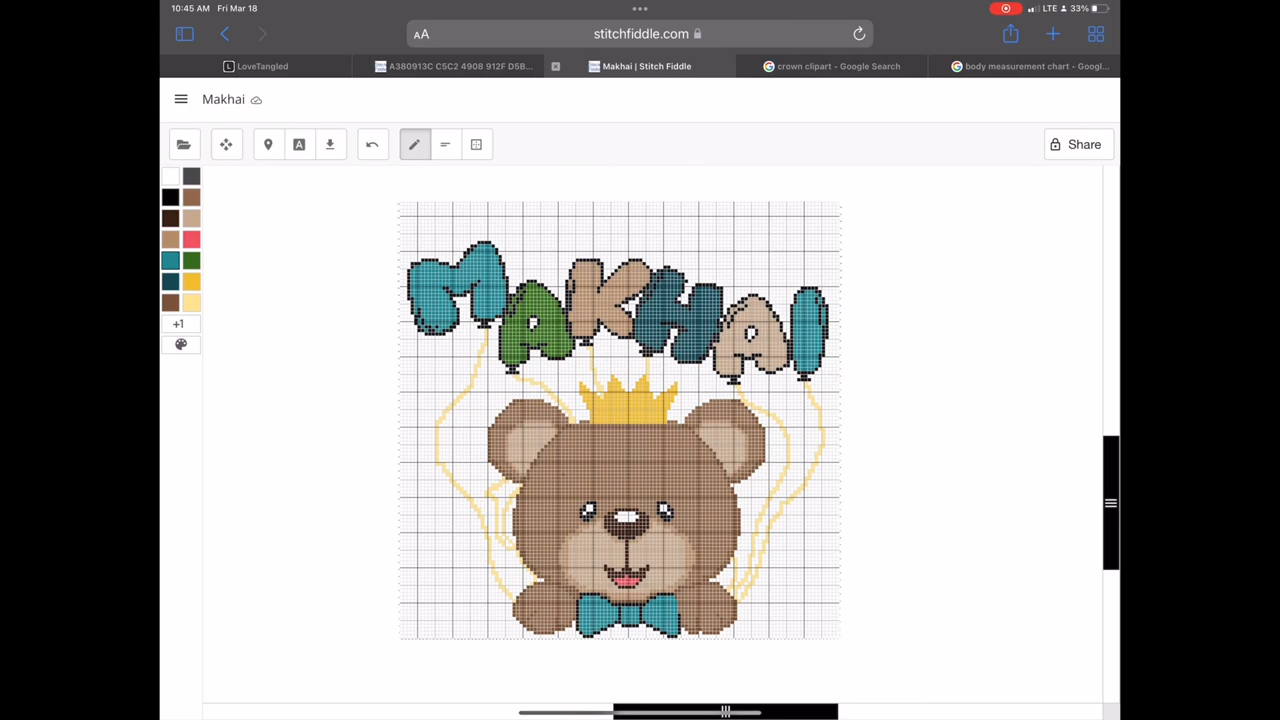 10:45 AM Fri Mar 18
LTE 33%
AA stitchfiddle.com
LoveTangled
A380913C C5C2 4908 912F D5B...
Makhai | Stitch Fiddle
crown clipart - Google Search
body measurement chart - Googl...
Makhai
A
Share
+1
MAKHAI